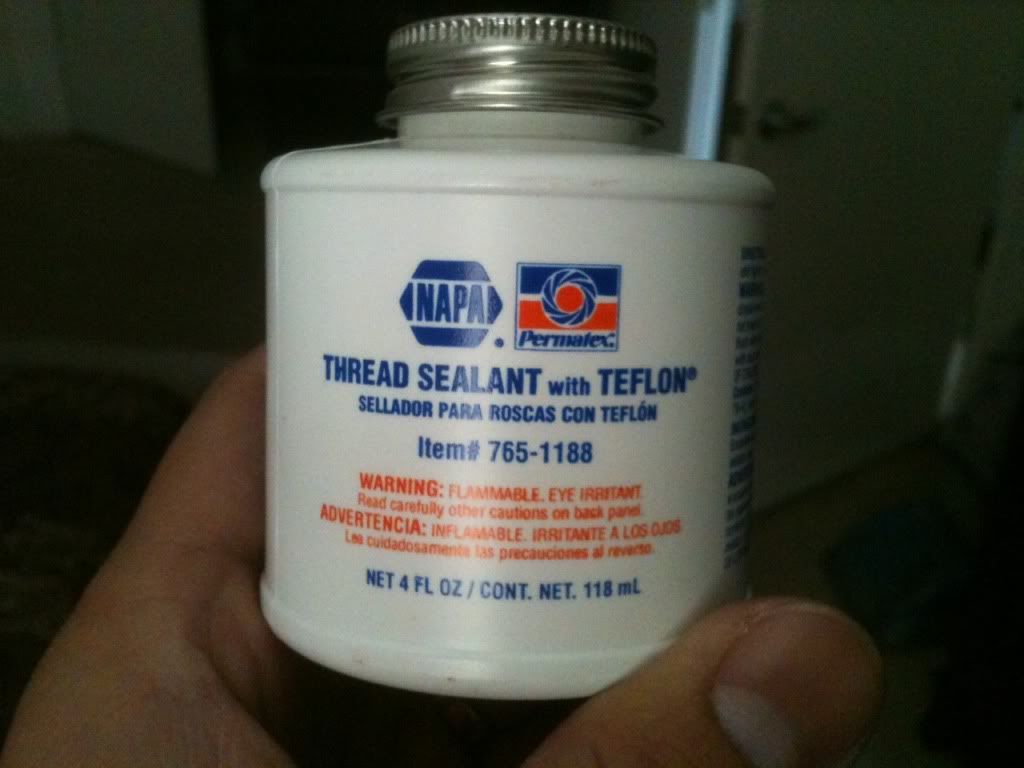 NAPA
Permatex.
THREAD SEALANT with TEFLON®
SELLADOR PARA ROSCAS CON TEFLÓN
Item# 765-1188
WARNING: FLAMMABLE. EYE IRRITANT.
Read carefully other cautions on back panel.
ADVERTENCIA: INFLAMABLE. IRRITANTE A LOS OJOS
Lea cuidadosamente las precauciones al reverso.
NET 4 FL OZ / CONT. NET. 118 mL